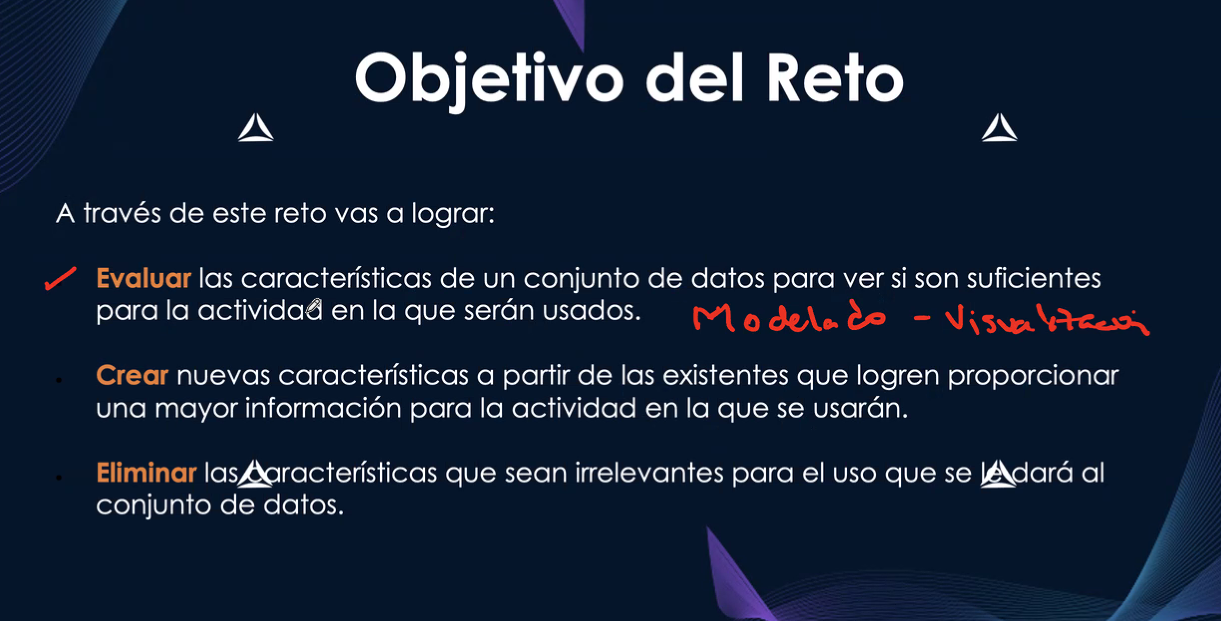 Objetivo del Reto
A través de este reto vas a lograr:
Evaluar las características de un conjunto de datos para ver si son suficientes
para la actividad en la que serán usados.
Modelado - Visualización
Crear nuevas características a partir de las existentes que logren proporcionar
una mayor información para la actividad en la que se usarán.
Eliminar las características que sean irrelevantes para el uso que se le dará al
conjunto de datos.